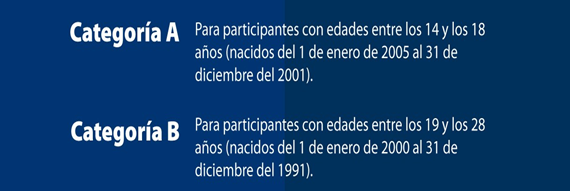 Categoría A
Para participantes con edades entre los 14 y los 18
años (nacidos del 1 de enero de 2005 al 31 de
diciembre del 2001).
Categoría B
Para participantes con edades entre los 19 y los 28
años (nacidos del 1 de enero de 2000 al 31 de
diciembre del 1991).